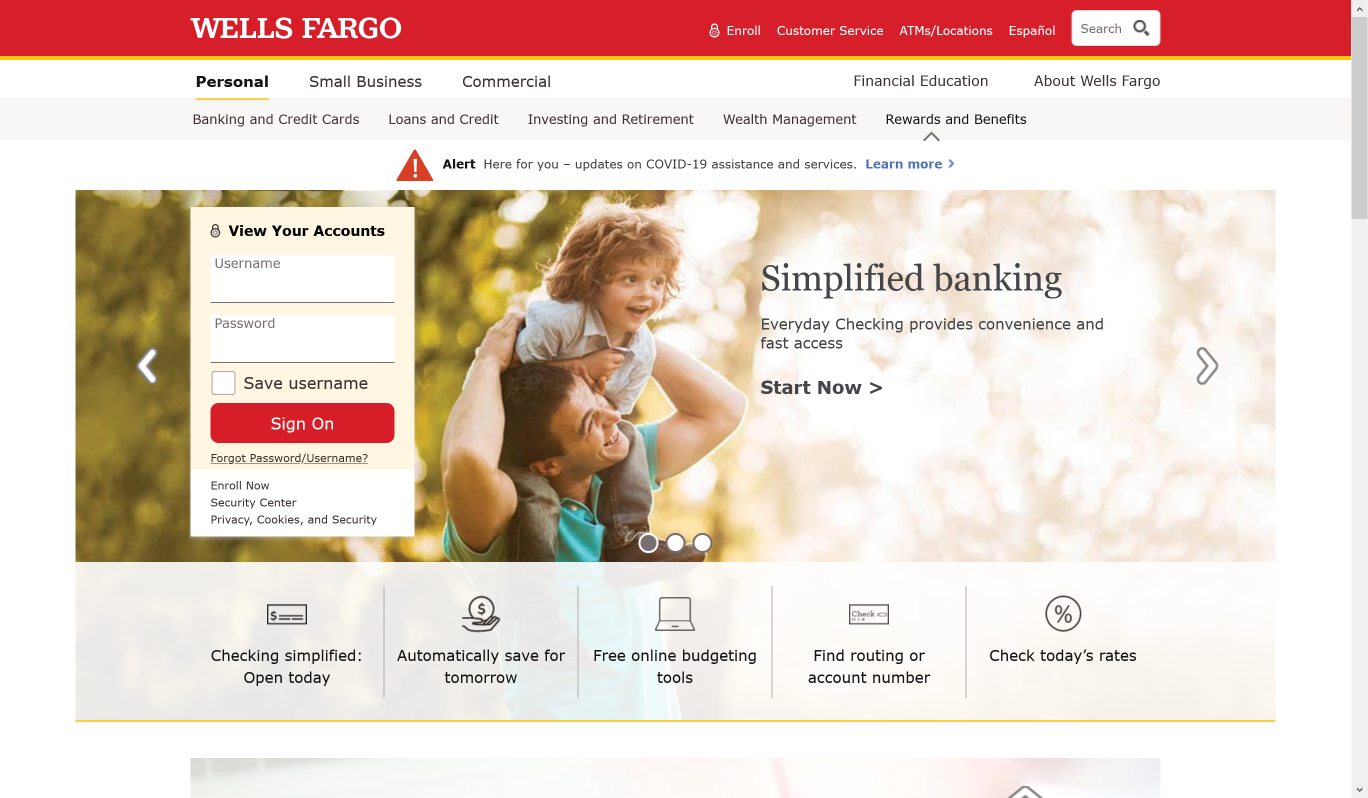 WELLS FARGO
Enroll
Customer Service
ATMs/Locations
Español
Search
Personal
Small Business
Commercial
Financial Education
About Wells Fargo
Banking and Credit Cards
Loans and Credit
Investing and Retirement
Wealth Management
Rewards and Benefits
Alert Here for you – updates on COVID-19 assistance and services. Learn more
View Your Accounts
Username
Password
Save username
Sign On
Forgot Password/Username?
Enroll Now
Security Center
Privacy, Cookies, and Security
Simplified banking
Everyday Checking provides convenience and
fast access
Start Now >
$
Checking simplified:
Open today
$
Automatically save for
tomorrow
Free online budgeting
tools
Check
Find routing or
account number
%
Check today’s rates